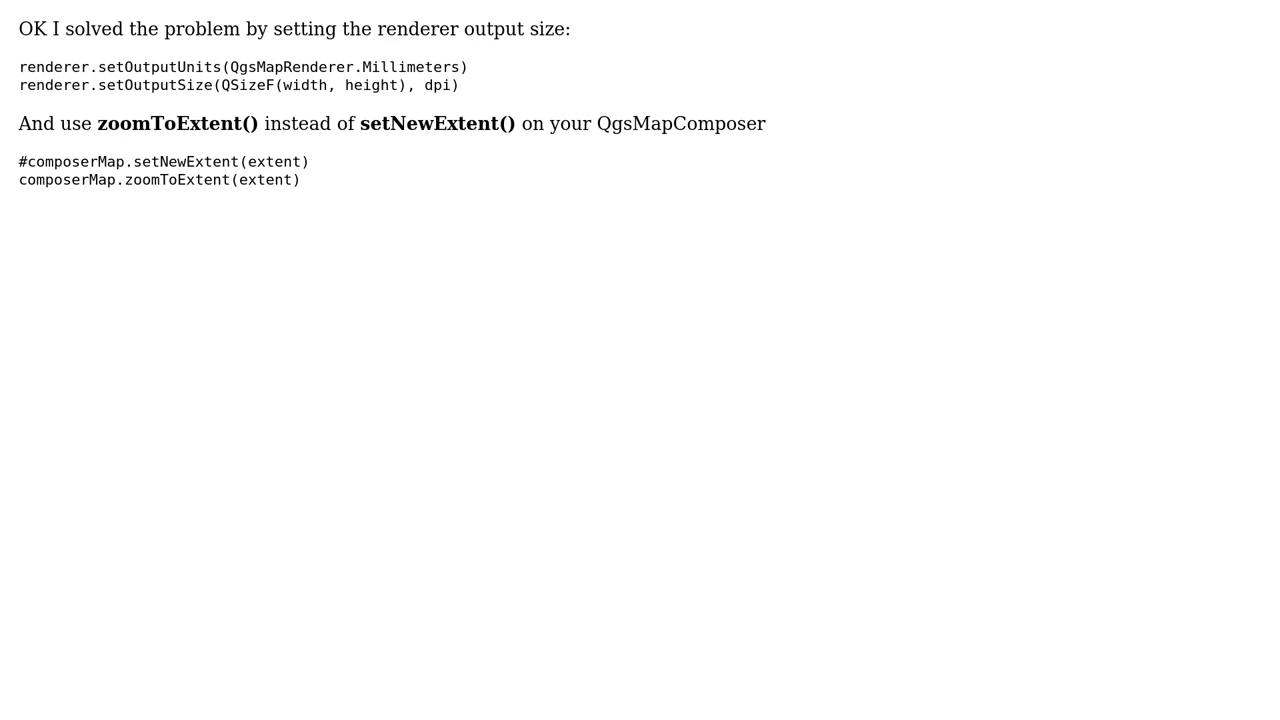 OK I solved the problem by setting the renderer output size:
renderer.setOutputUnits(QgsMapRenderer.Millimeters)
renderer.setOutputSize(QSizeF(width, height), dpi)
And use zoomToExtent() instead of setNewExtent() on your QgsMapComposer
#composerMap.setNewExtent(extent)
composerMap.zoomToExtent(extent)